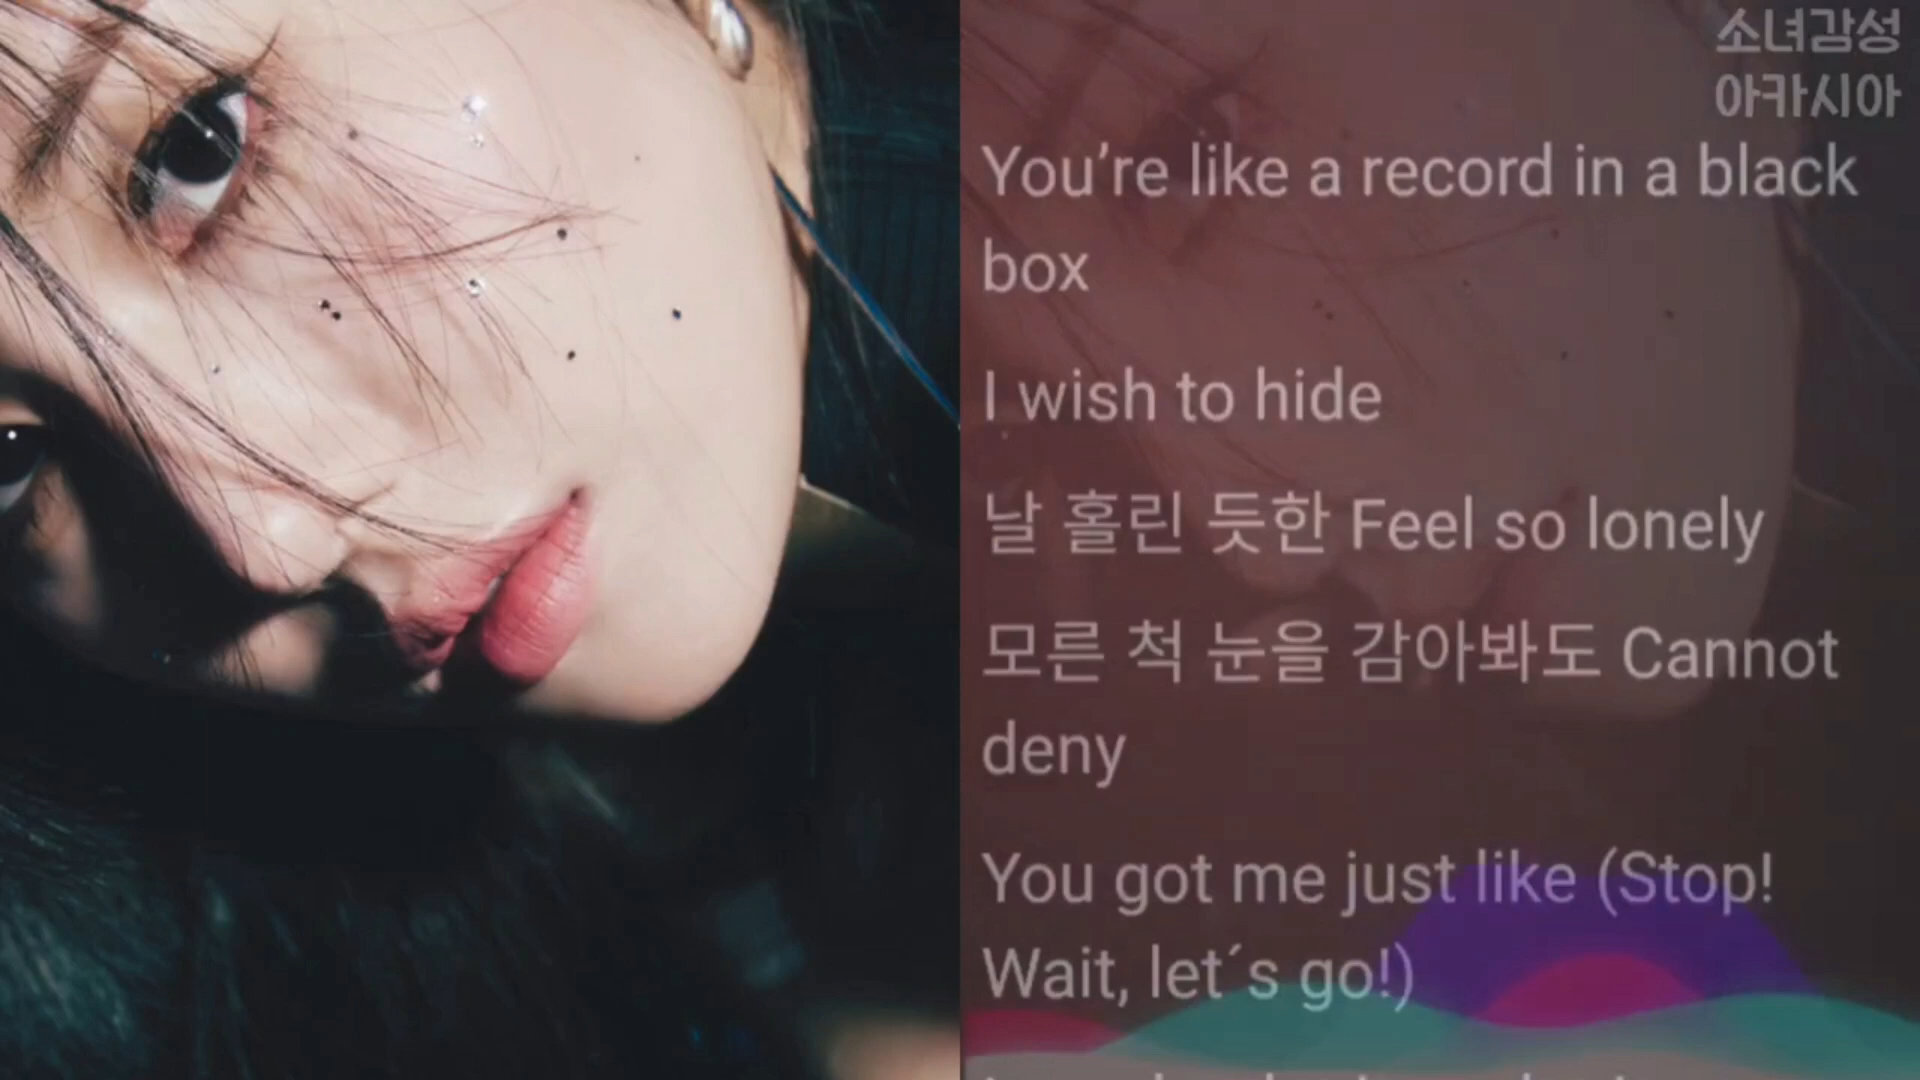 소녀감성
아카시아
You’re like a record in a black
box
I wish to hide
날 홀린 듯한 Feel so lonely
모른 척 눈을 감아봐도 Cannot
deny
You got me just like (Stop!
Wait, let´s go!)